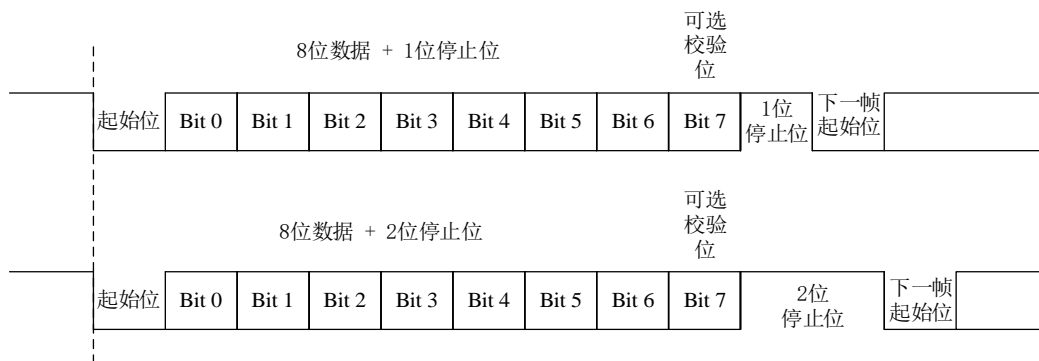 可选
校验
位
8位数据 + 1位停止位
起始位 Bit 0 Bit 1 Bit 2 Bit 3 Bit 4 Bit 5 Bit 6 Bit 7 1位 停止位 下一帧 起始位
可选
校验
位
8位数据 + 2位停止位
起始位 Bit 0 Bit 1 Bit 2 Bit 3 Bit 4 Bit 5 Bit 6 Bit 7 2位 停止位 下一帧 起始位